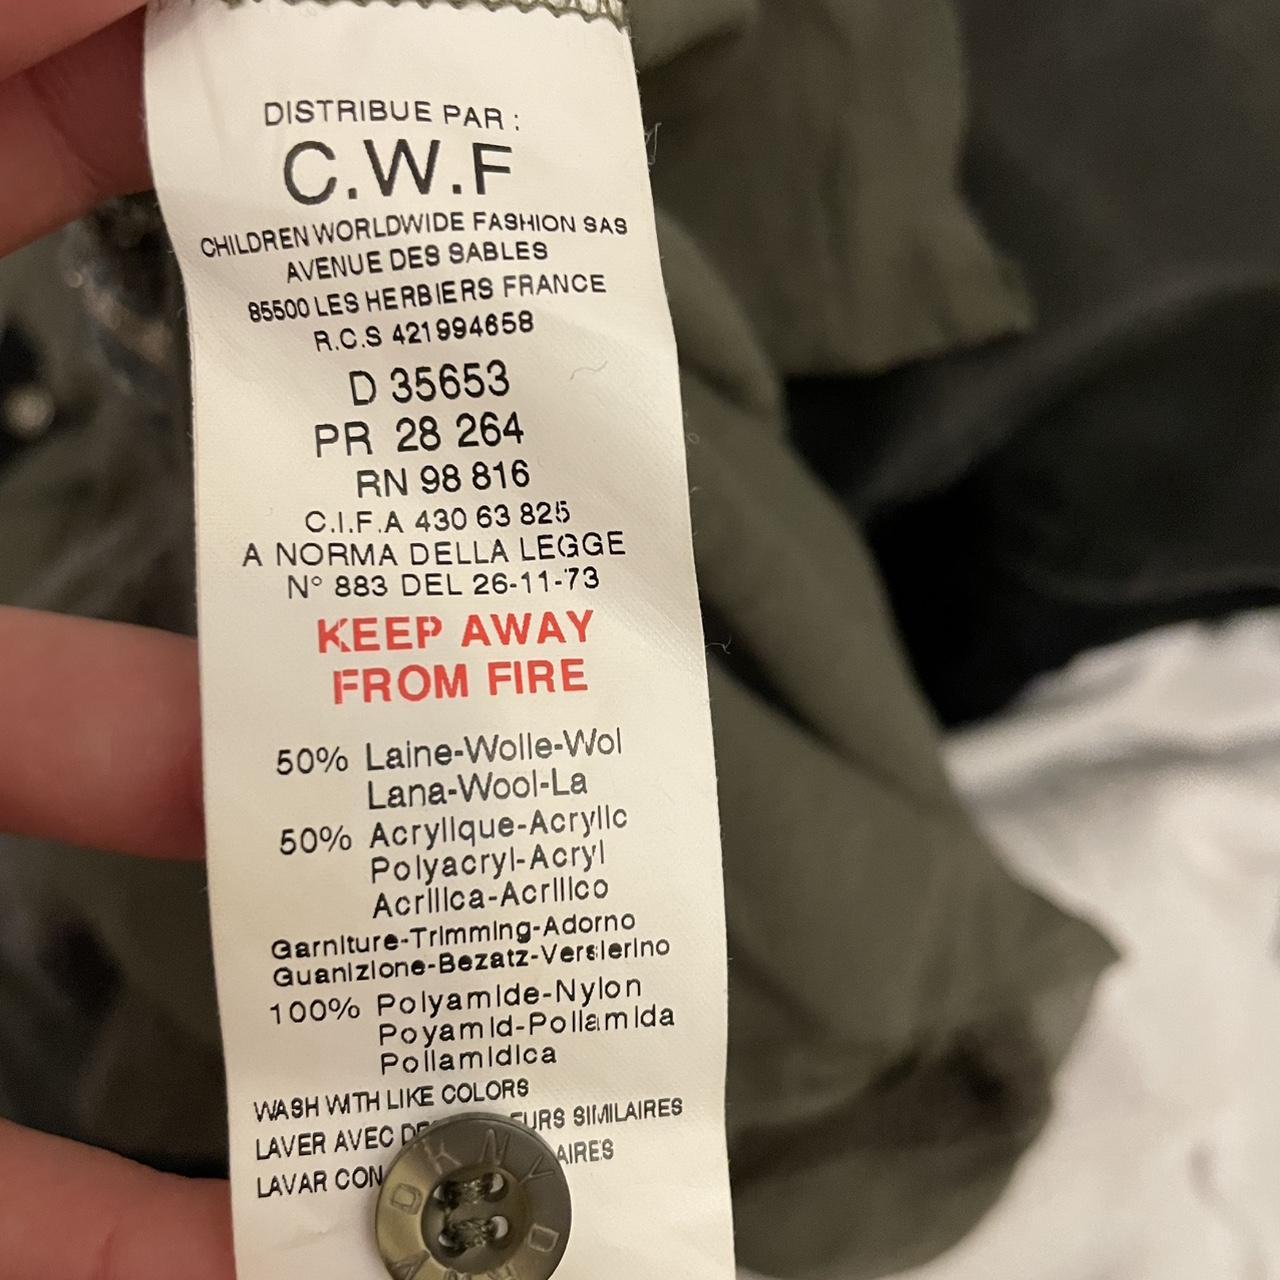 DISTRIBUE PAR :
C.W.F
CHILDREN WORLDWIDE FASHION SAS
AVENUE DES SABLES
85500 LES HERBIERS FRANCE
R.C.S 421994658
D 35653
PR 28 264
RN 98 816
C.I.F.A 430 63 825
A NORMA DELLA LEGGE
N° 883 DEL 26-11-73
KEEP AWAY
FROM FIRE
50% Laine-Wolle-Wol
Lana-Wool-La
50% Acrylique-Acrylic
Polyacryl-Acryl
Acrilica-Acrilico
Garniture-Trimming-Adorno
Guanizione-Bezatz-Versierino
100% Polyamide-Nylon
Poyamid-Poliamida
Poliamidica
WASH WITH LIKE COLORS
LAVER AVEC SIMILAIRES
LAVAR CON
DKNY